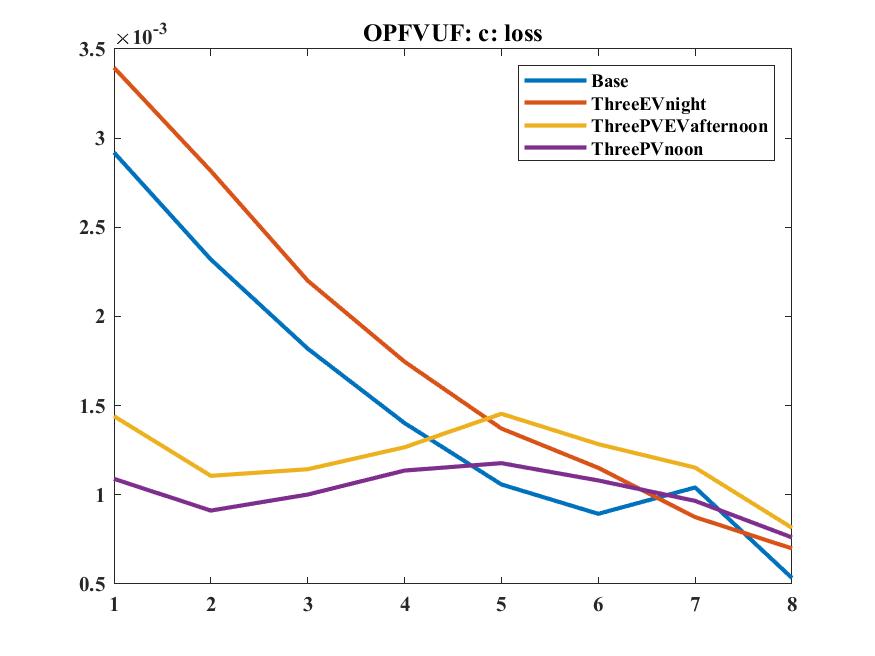 OPFVUF: c: loss
×10-3
3.5
3
2.5
2
1.5
1
0.5
1 2 3 4 5 6 7 8
Base
ThreeEVnight
ThreePVEVafternoon
ThreePVnoon